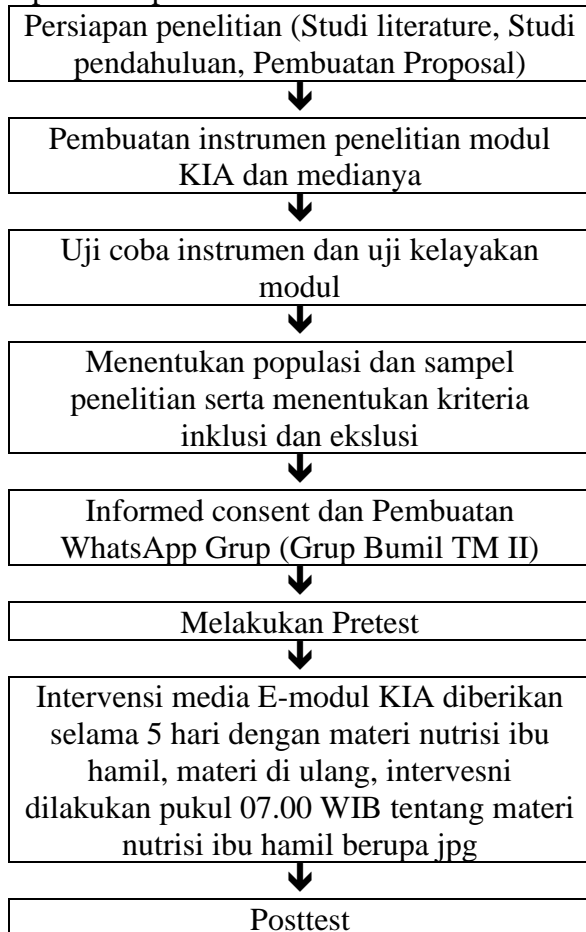 Persiapan penelitian (Studi literature, Studi
pendahuluan, Pembuatan Proposal)
Pembuatan instrumen penelitian modul
KIA dan medianya
Uji coba instrumen dan uji kelayakan
modul
Menentukan populasi dan sampel
penelitian serta menentukan kriteria
inklusi dan ekslusi
Informed consent dan Pembuatan
WhatsApp Grup (Grup Bumil TM II)
Melakukan Pretest
Intervensi media E-modul KIA diberikan
selama 5 hari dengan materi nutrisi ibu
hamil, materi di ulang, intervesni
dilakukan pukul 07.00 WIB tentang materi
nutrisi ibu hamil berupa jpg
Posttest